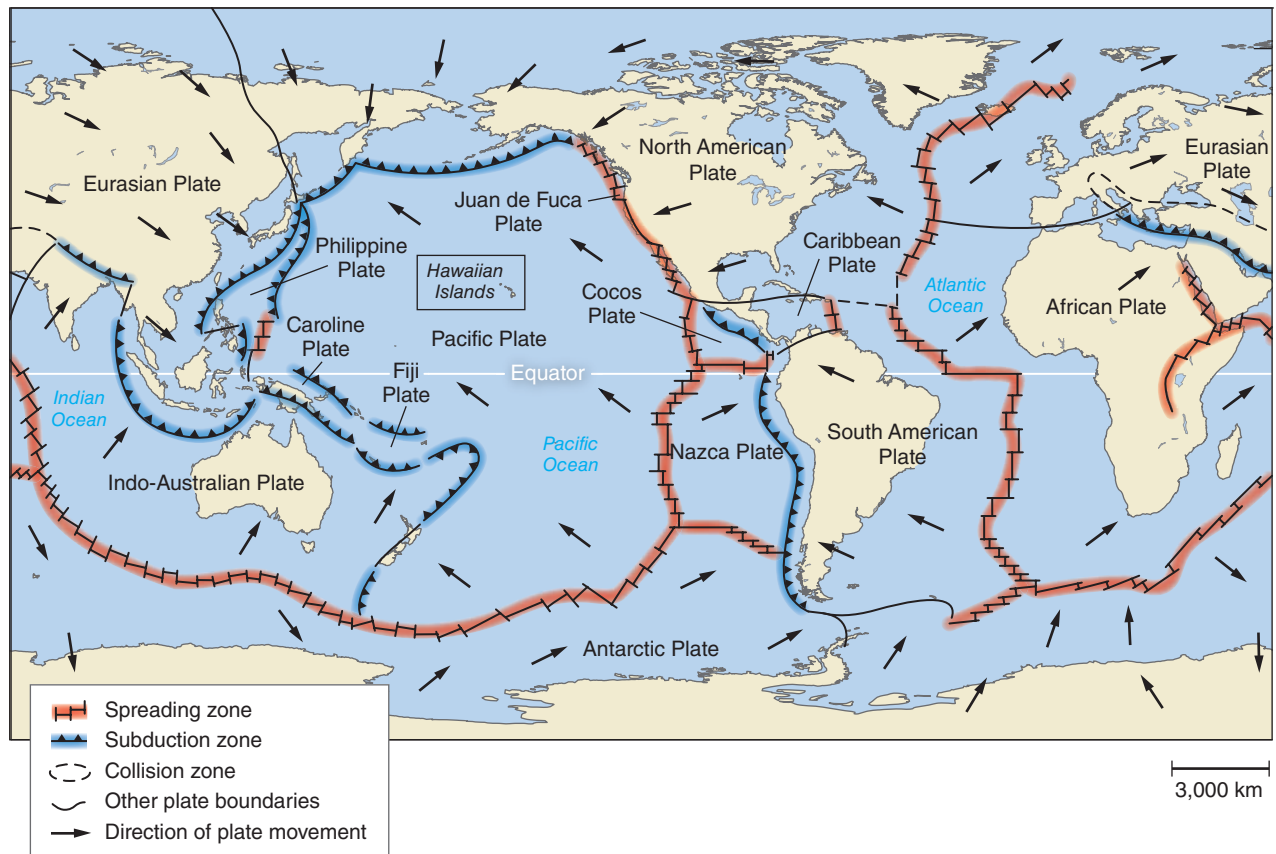 North American
Plate
Eurasian Plate
Eurasian
Plate
Juan de Fuca
Plate
Philippine
Plate
Hawaiian
Islands
Caribbean
Plate
Cocos
Plate
Atlantic
Ocean
African Plate
Caroline
Plate
Pacific Plate
Fiji
Plate
Equator
Indian
Ocean
Pacific
Ocean
Nazca Plate
South American
Plate
Indo-Australian Plate
Antarctic Plate
Spreading zone
Subduction zone
Collision zone
Other plate boundaries
Direction of plate movement
3,000 km